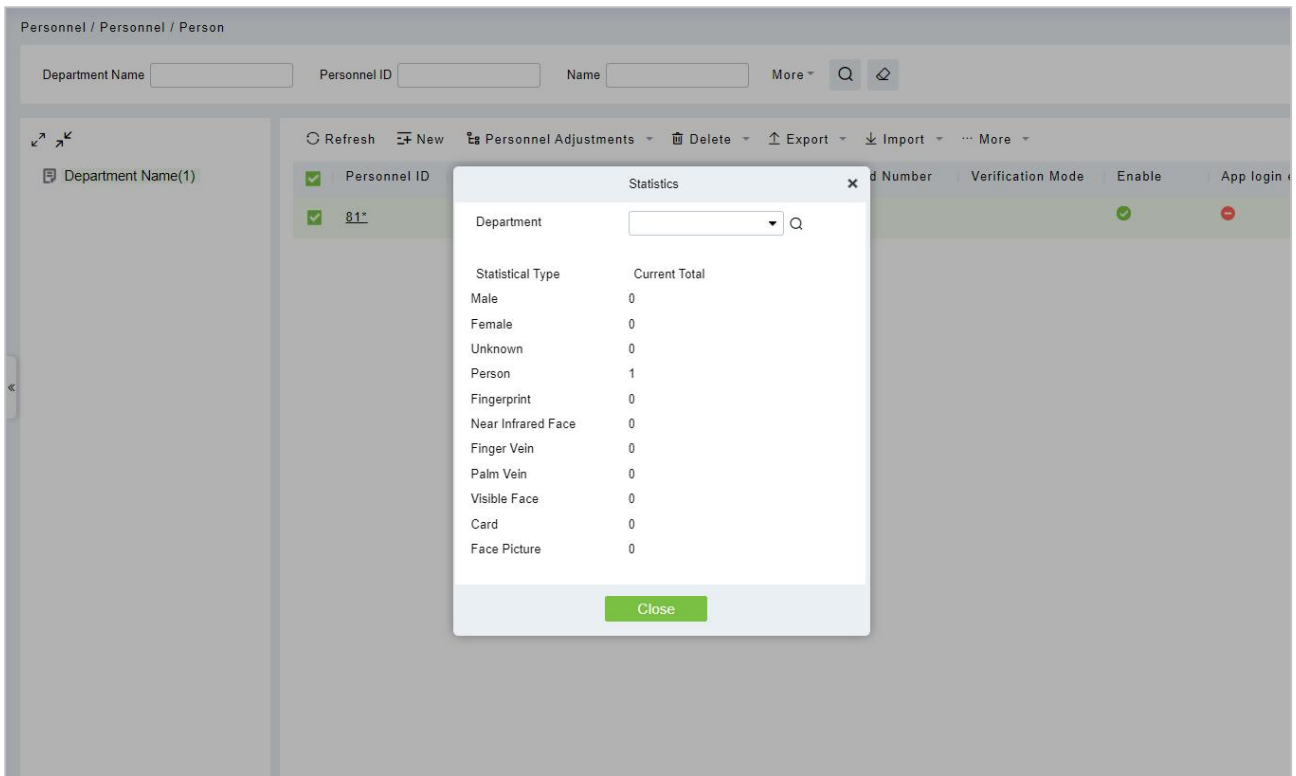 Personnel / Personnel / Person
Department Name Personnel ID Name More
Refresh New Personnel Adjustments Delete Export Import ··· More
Department Name(1)
Personnel ID d Number Verification Mode Enable App login
81*
Statistics
Department
Statistical Type Current Total
Male 0
Female 0
Unknown 0
Person 1
Fingerprint 0
Near Infrared Face 0
Finger Vein 0
Palm Vein 0
Visible Face 0
Card 0
Face Picture 0
Close